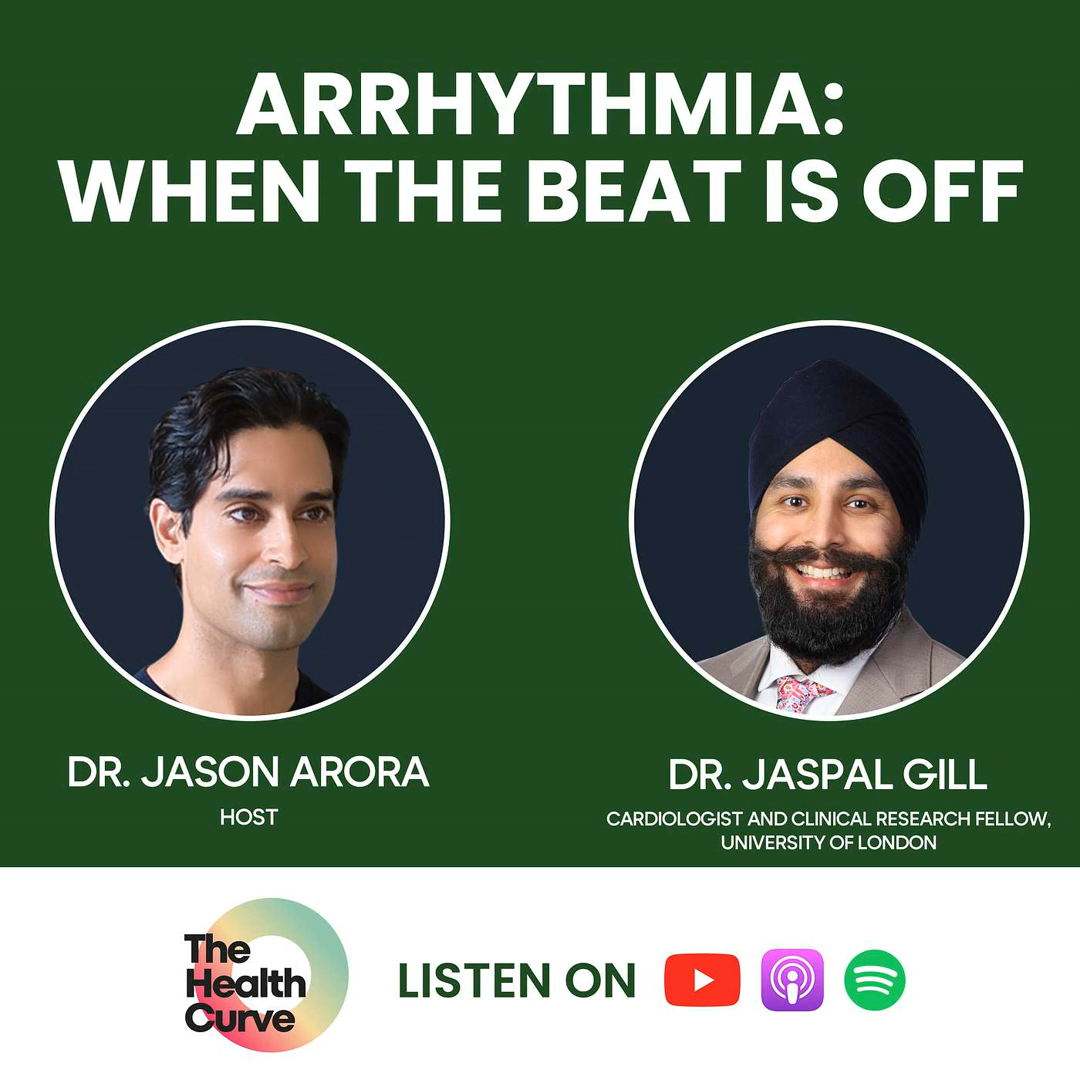 ARRHYTHMIA:
WHEN THE BEAT IS OFF
DR. JASON ARORA
HOST
DR. JASPAL GILL
CARDIOLOGIST AND CLINICAL RESEARCH FELLOW,
UNIVERSITY OF LONDON
The
Health
Curve
LISTEN ON